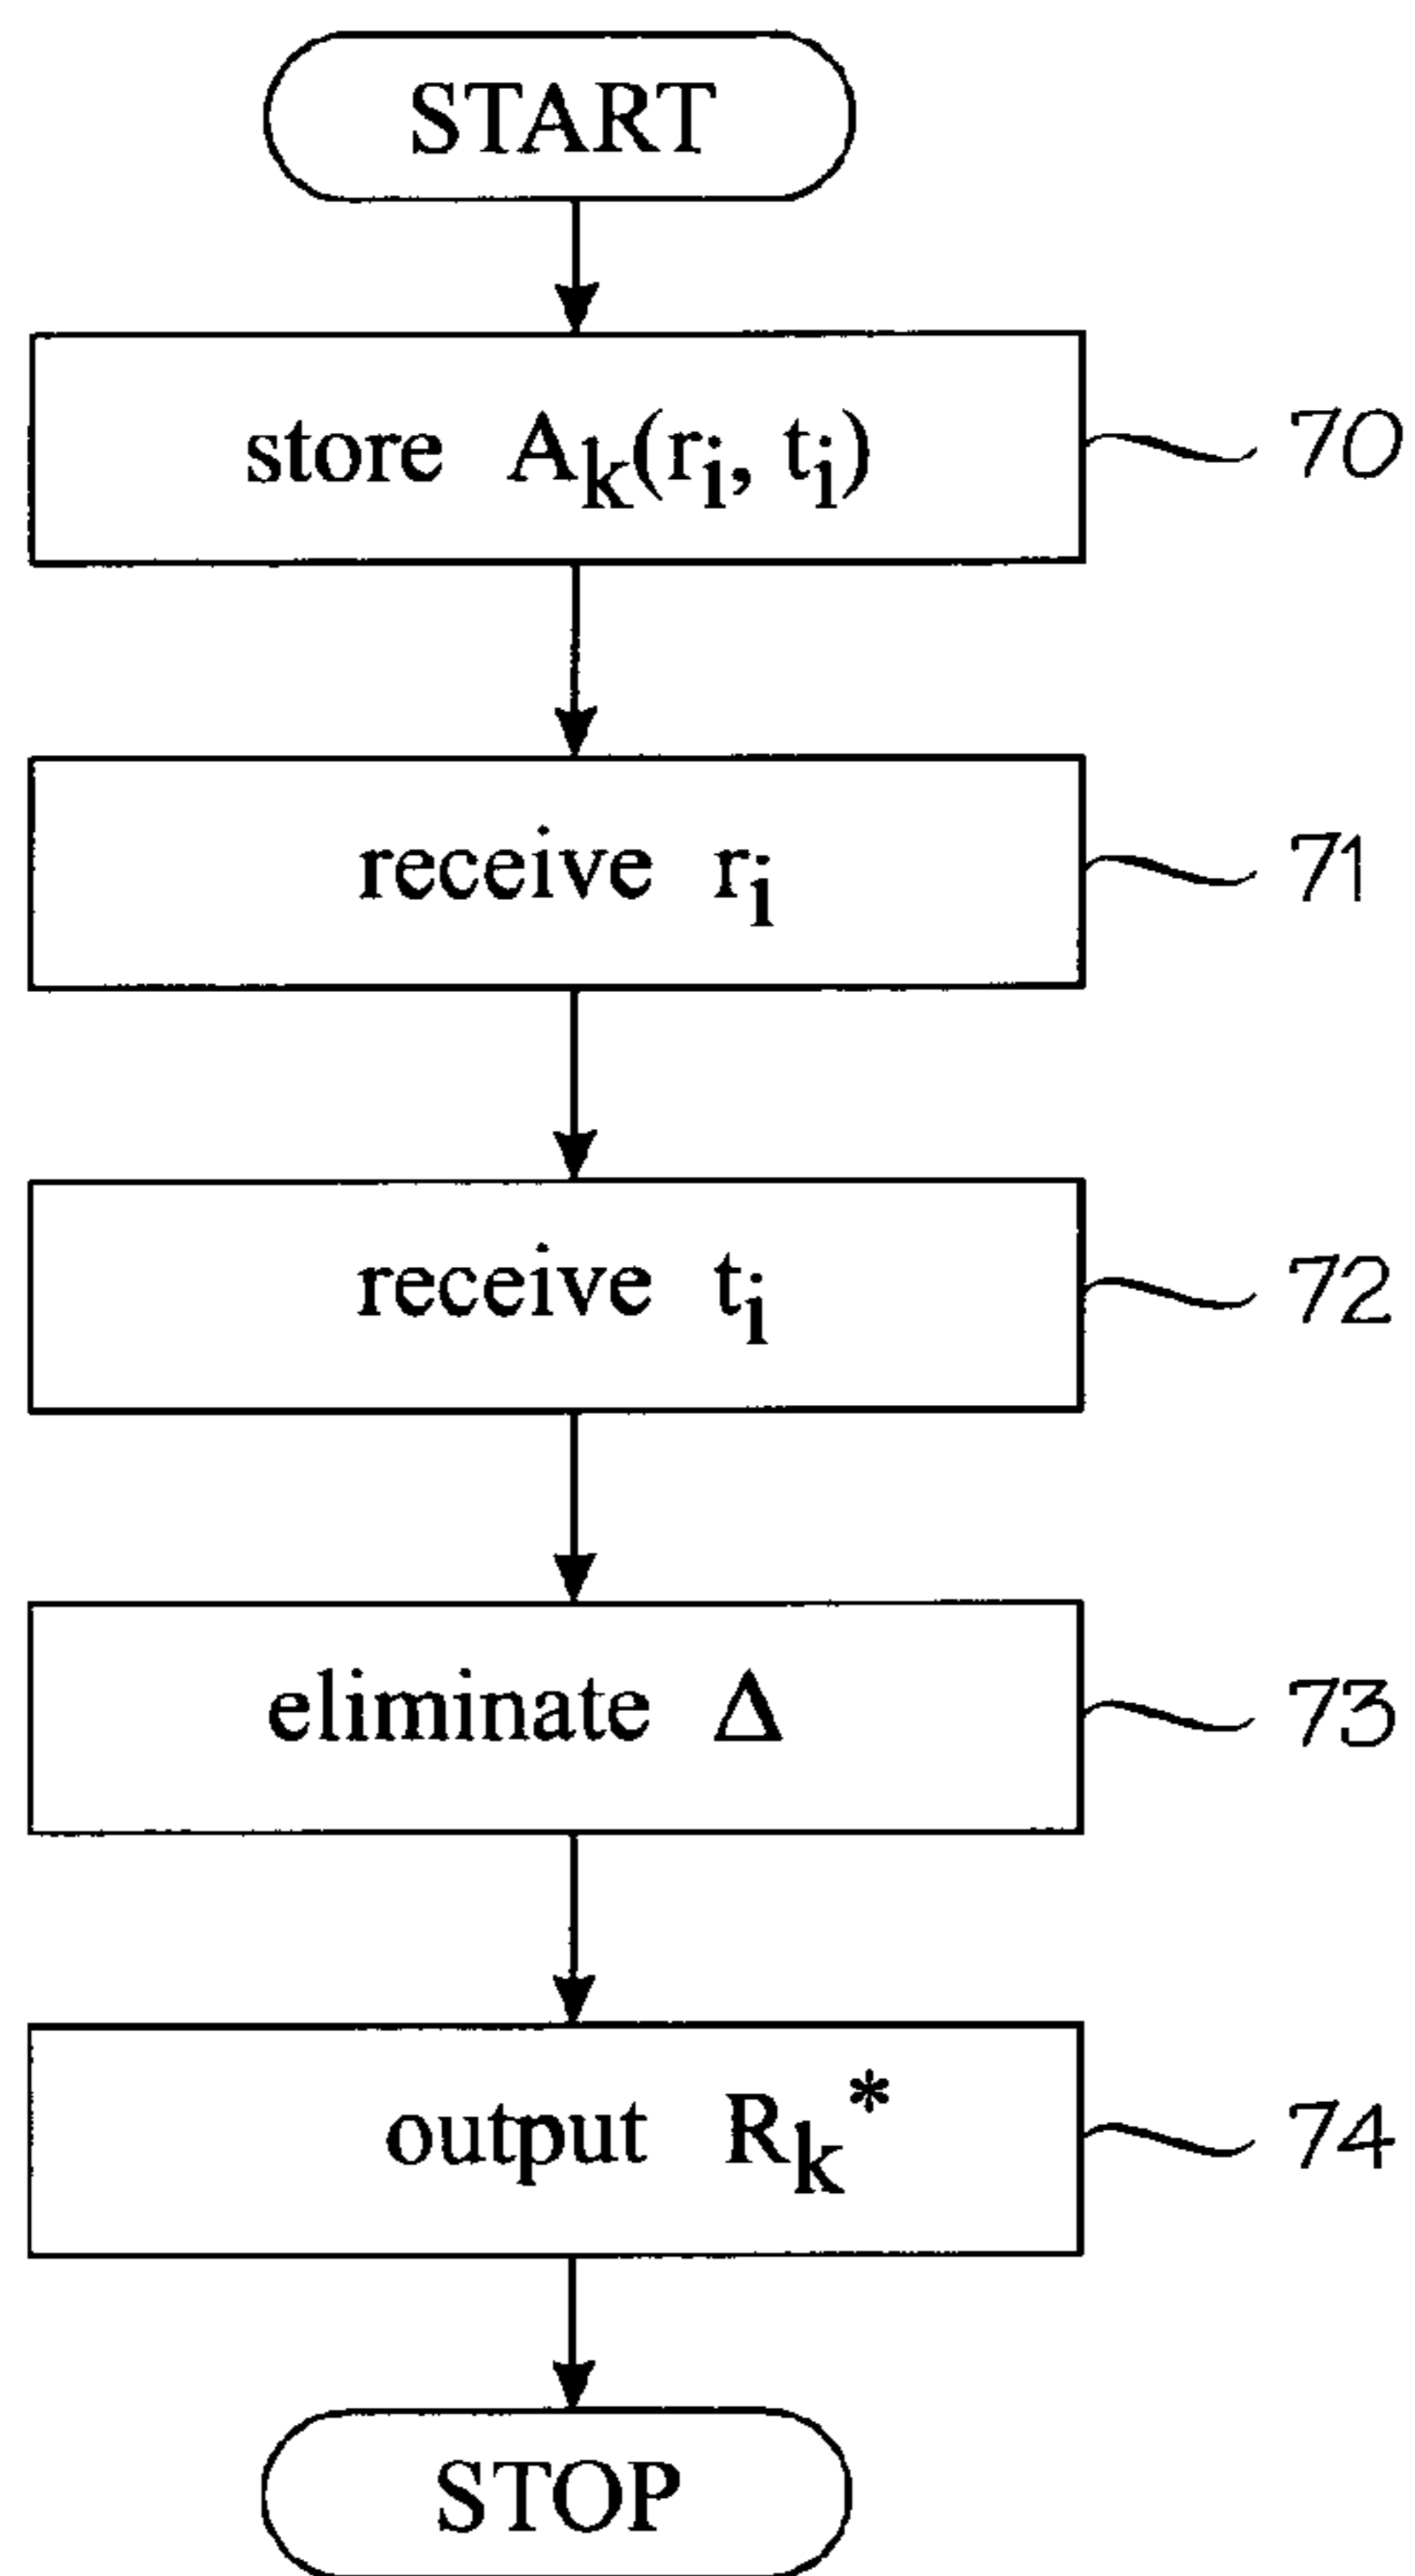 START
store A_k(r_i, t_i) 70
receive r_i 71
receive t_i 72
eliminate Δ 73
output R_k* 74
STOP